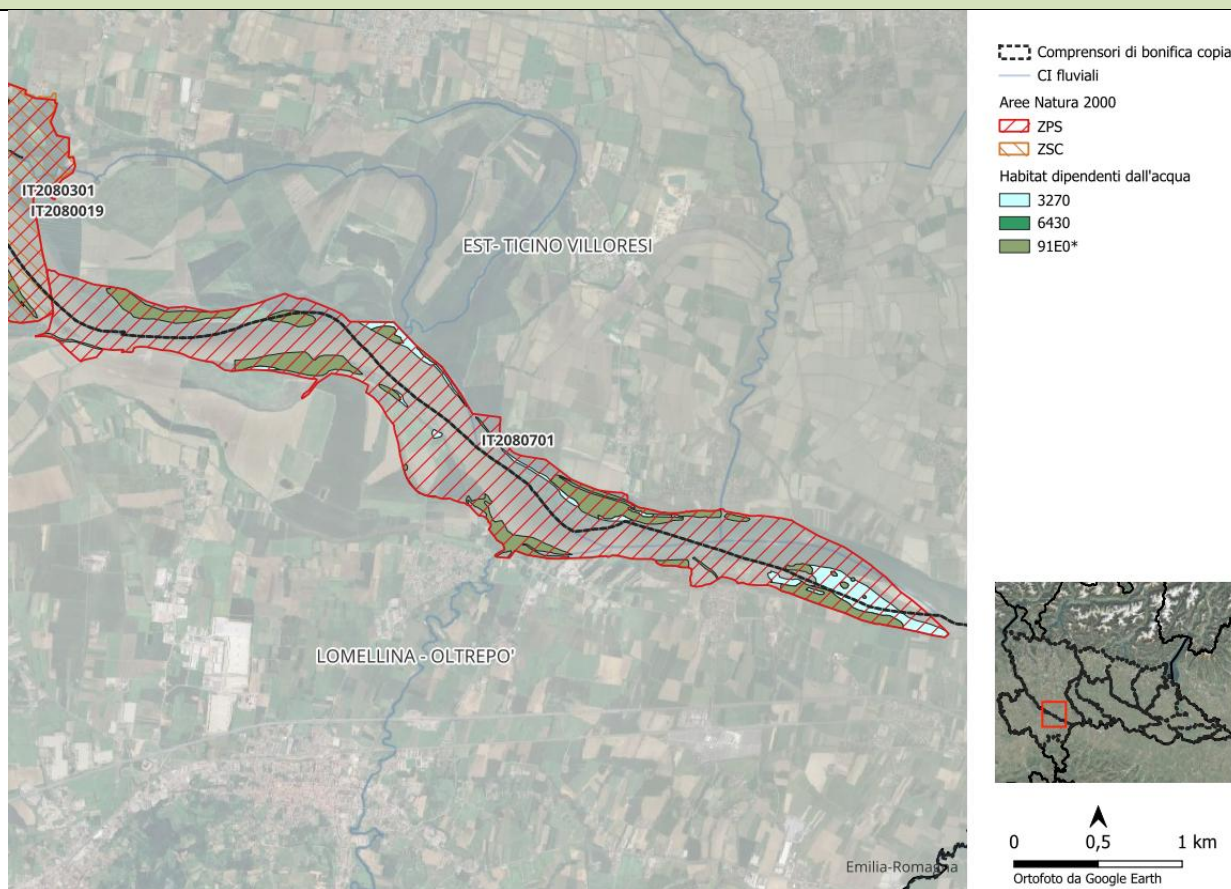 IT2080301
IT2080019
EST- TICINO VILLORESI
IT2080701
LOMELLINA - OLTREPO'
Emilia-Romagna
Comprensori di bonifica copia
CI fluviali
Aree Natura 2000
ZPS
ZSC
Habitat dipendenti dall'acqua
3270
6430
91E0*
0 0,5 1 km
Ortofoto da Google Earth